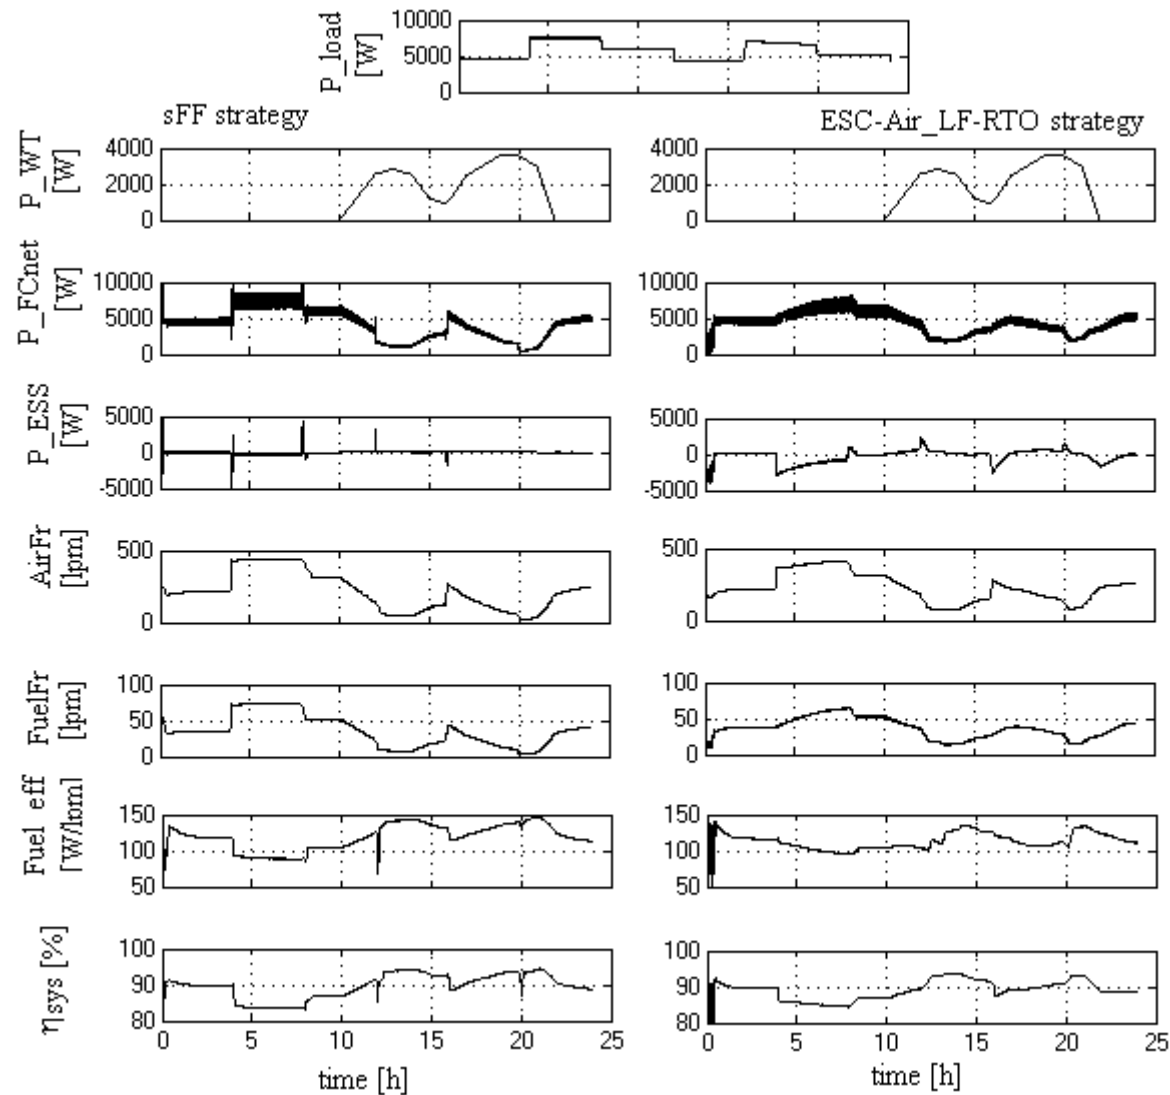 P_load
[W]
10000
5000
0
sFF strategy
ESC-Air_LF-RTO strategy
P_WT
[W]
4000
2000
0
4000
2000
0
P_FCnet
[W]
10000
5000
0
10000
5000
0
P_ESS
[W]
5000
0
-5000
5000
0
-5000
AirFr
[lpm]
500
0
500
0
FuelFr
[lpm]
100
50
0
100
50
0
Fuel eff
[W/lpm]
150
100
50
150
100
50
ηsys [%]
100
90
80
100
90
80
0 5 10 15 20 25
0 5 10 15 20 25
time [h]
time [h]